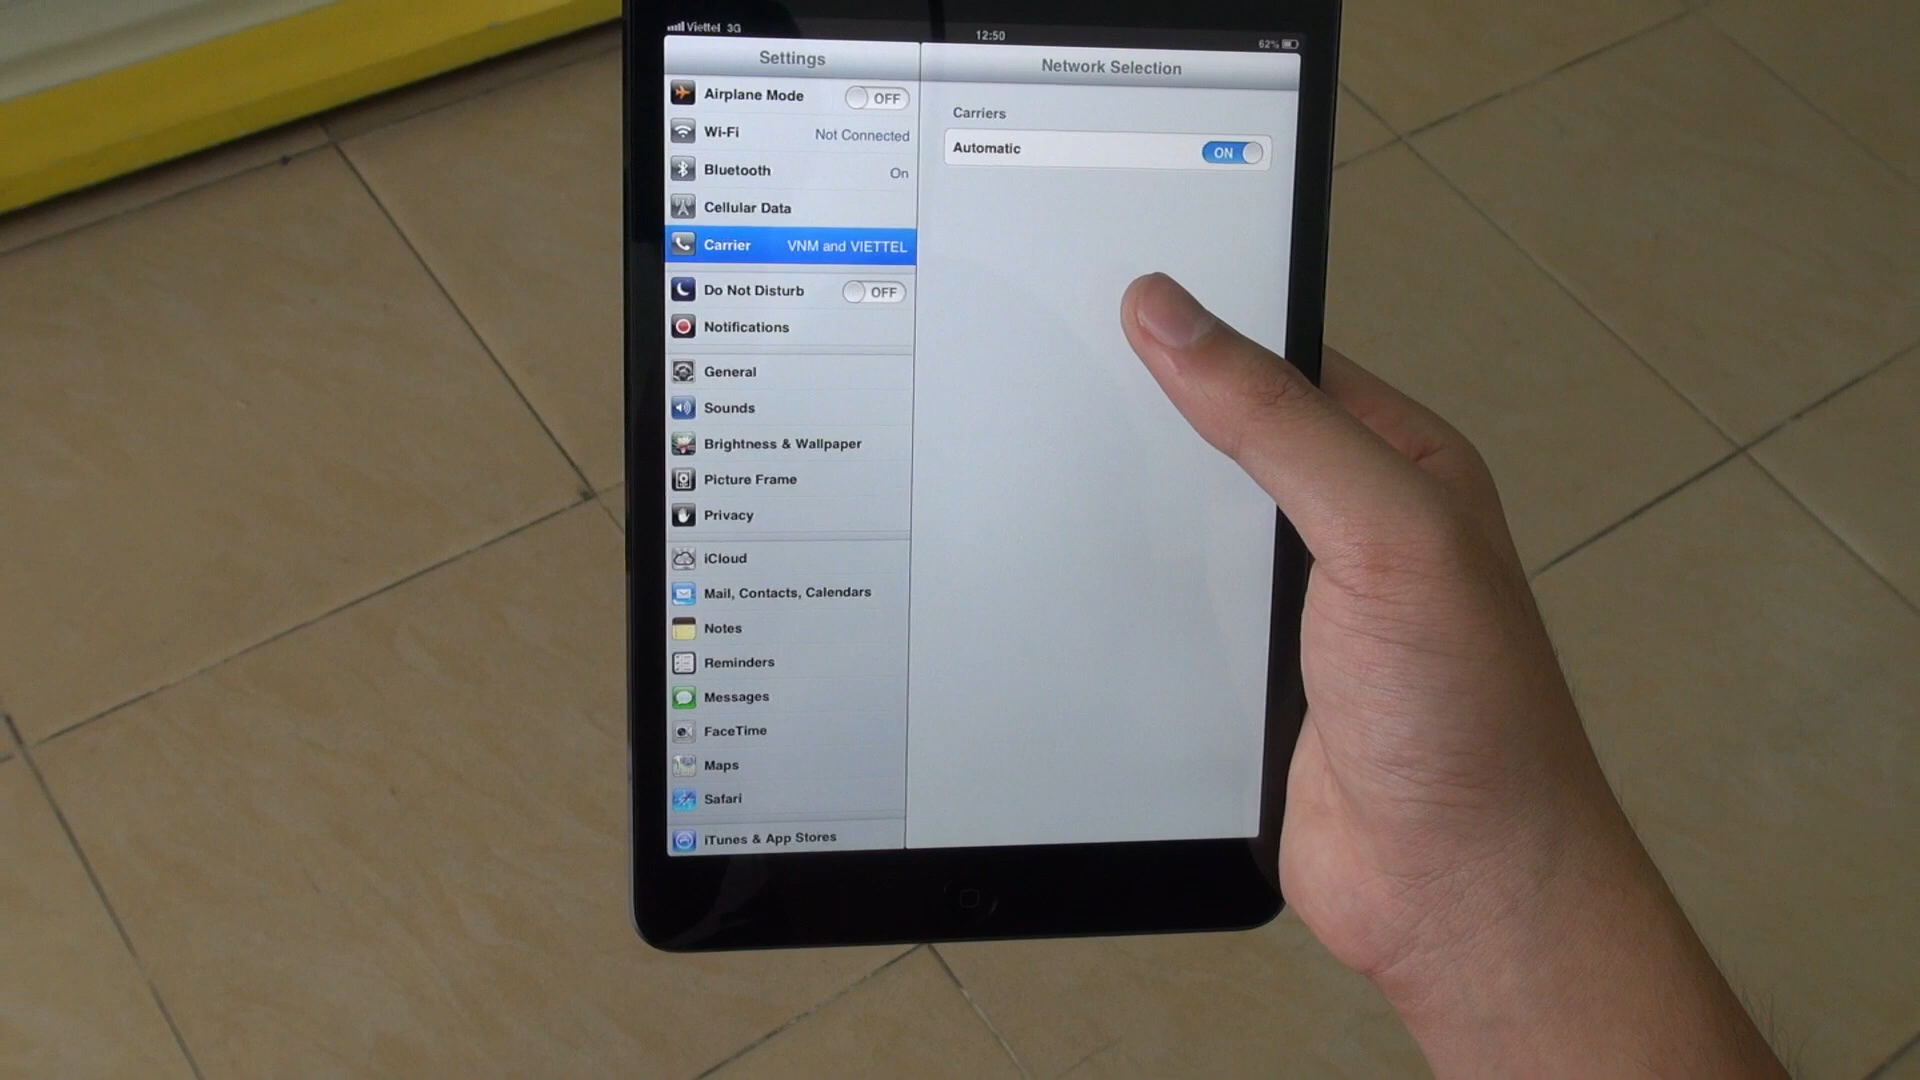 Viettel 3G
12:50
62%
Settings
Airplane Mode OFF
Wi-Fi Not Connected
Bluetooth On
Cellular Data
Carrier VNM and VIETTEL
Do Not Disturb OFF
Notifications
General
Sounds
Brightness & Wallpaper
Picture Frame
Privacy
iCloud
Mail, Contacts, Calendars
Notes
Reminders
Messages
FaceTime
Maps
Safari
iTunes & App Stores
Network Selection
Carriers
Automatic ON